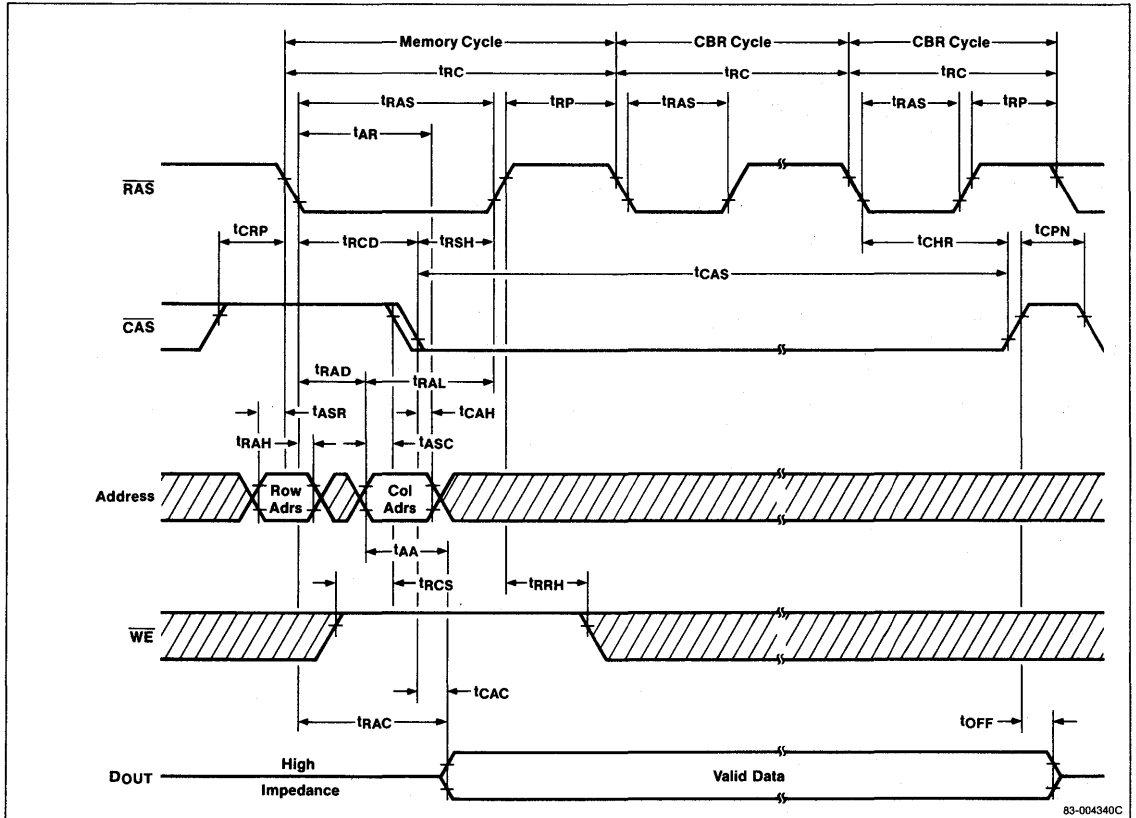 Memory Cycle CBR Cycle CBR Cycle
tRC tRC tRC
tRAS tRP tRAS tRAS tRP
tAR
RAS
tCRP tRCD tRSH tCHR tCPN
tCAS
CAS
tRAD tRAL
tASR tCAH
tRAH tASC
Address Row Adrs Col Adrs
tAA
tRCS tRRH
WE
tCAC
tRAC tOFF
DOUT High Impedance Valid Data
83-004340C